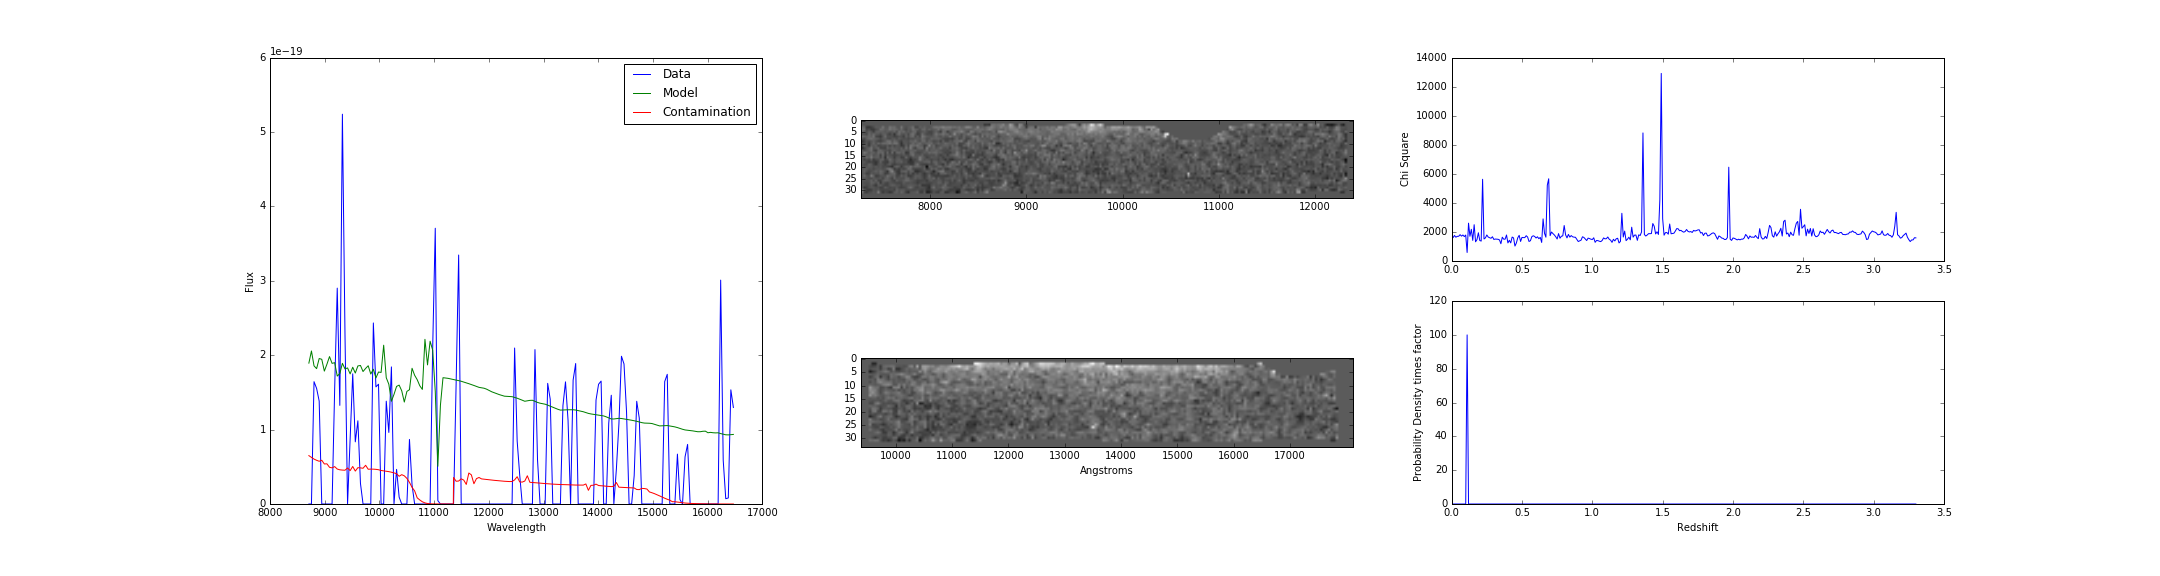 1e−19
6
5
4
3
2
1
0
Flux
8000 9000 10000 11000 12000 13000 14000 15000 16000 17000
Wavelength
Data
Model
Contamination
0
5
10
15
20
25
30
8000 9000 10000 11000 12000
0
5
10
15
20
25
30
10000 11000 12000 13000 14000 15000 16000 17000
Angstroms
14000
12000
10000
8000
6000
4000
2000
0
Chi Square
0.0 0.5 1.0 1.5 2.0 2.5 3.0 3.5
120
100
80
60
40
20
0
Probability Density times factor
0.0 0.5 1.0 1.5 2.0 2.5 3.0 3.5
Redshift